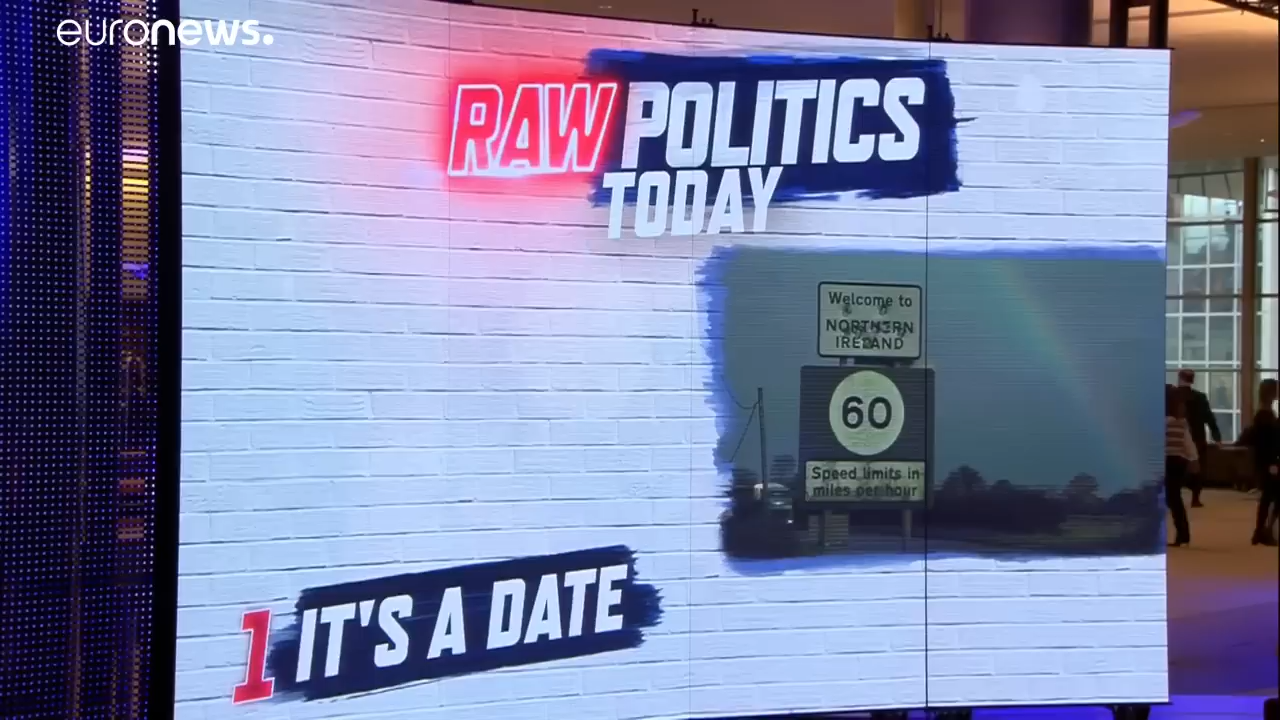 euronews.
RAW POLITICS
TODAY
Welcome to
NORTHERN
IRELAND
60
Speed limits in
miles per hour
1 IT'S A DATE